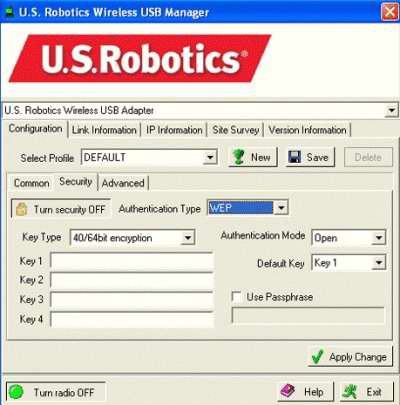 U.S. Robotics Wireless USB Manager
U.S.Robotics®
U.S. Robotics Wireless USB Adapter
Configuration Link Information IP Information Site Survey Version Information
Select Profile DEFAULT New Save Delete
Common Security Advanced
Turn security OFF Authentication Type WEP
Key Type 40/64bit encryption Authentication Mode Open
Key 1 Default Key Key 1
Key 2
Key 3 Use Passphrase
Key 4
Apply Change
Turn radio OFF Help Exit